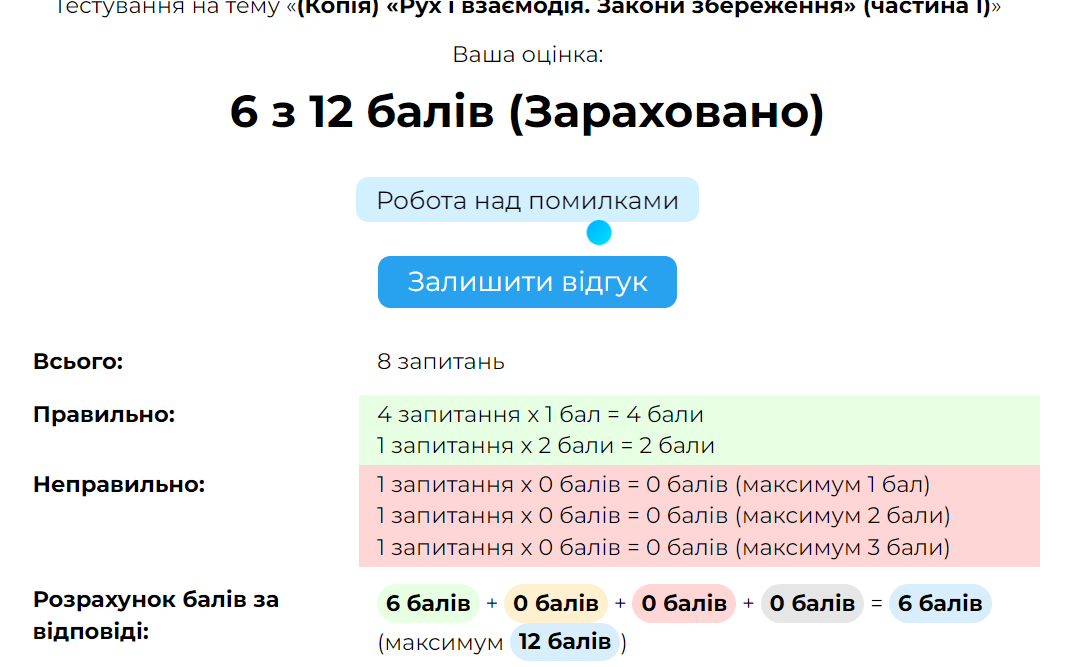 Тестування на тему «(Копія) «Рух і взаємодія. Закони збереження» (частина I)»
Ваша оцінка:
6 з 12 балів (Зараховано)
Робота над помилками
Залишити відгук
Всього: 8 запитань
Правильно: 4 запитання x 1 бал = 4 бали
1 запитання x 2 бали = 2 бали
Неправильно: 1 запитання x 0 балів = 0 балів (максимум 1 бал)
1 запитання x 0 балів = 0 балів (максимум 2 бали)
1 запитання x 0 балів = 0 балів (максимум 3 бали)
Розрахунок балів за відповіді: 6 балів + 0 балів + 0 балів + 0 балів = 6 балів
(максимум 12 балів)